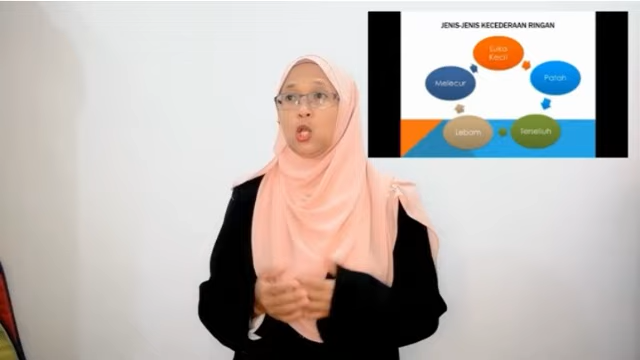 JENIS-JENIS KECEDERAAN RINGAN
Luka
Kecil
Patah
Terseliuh
Lebam
Melecur